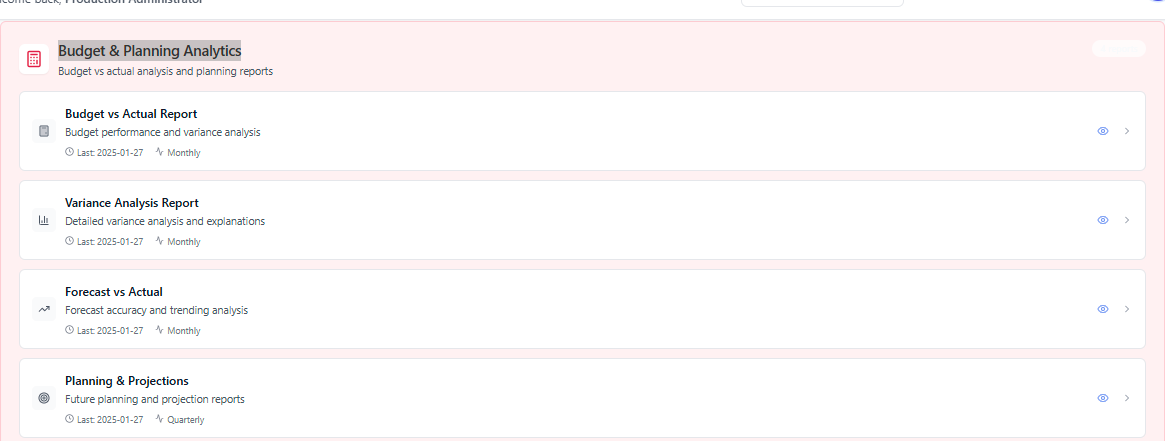 come back, Production Administrator
Budget & Planning Analytics
Budget vs actual analysis and planning reports
Budget vs Actual Report
Budget performance and variance analysis
Last: 2025-01-27 Monthly
Variance Analysis Report
Detailed variance analysis and explanations
Last: 2025-01-27 Monthly
Forecast vs Actual
Forecast accuracy and trending analysis
Last: 2025-01-27 Monthly
Planning & Projections
Future planning and projection reports
Last: 2025-01-27 Quarterly